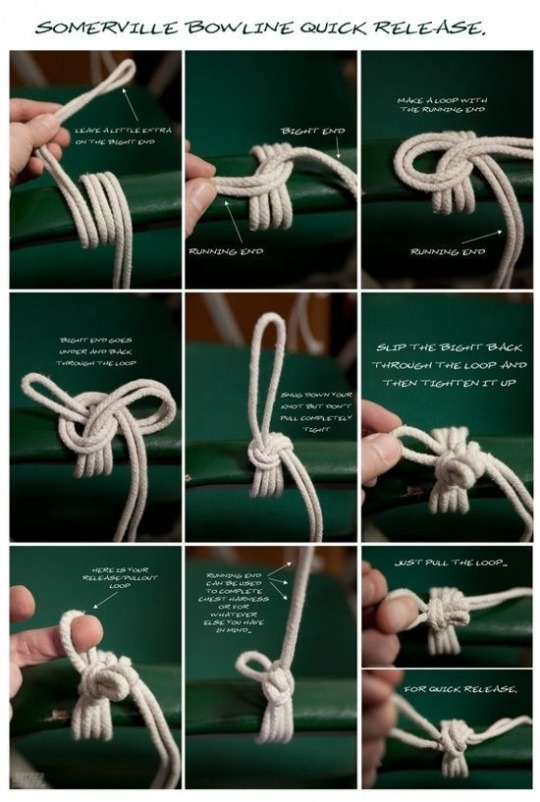 SOMERVILLE BOWLINE QUICK RELEASE.
LEAVE A LITTLE EXTRA
ON THE BIGHT END
BIGHT END
RUNNING END
MAKE A LOOP WITH
THE RUNNING END
RUNNING END
BIGHT END GOES
UNDER AND BACK
THROUGH THE LOOP
SNUG DOWN YOUR
KNOT BUT DON'T
PULL COMPLETELY
TIGHT
SLIP THE BIGHT BACK
THROUGH THE LOOP AND
THEN TIGHTEN IT UP
HERE IS YOUR
RELEASE/PULLOUT
LOOP
RUNNING END
CAN BE USED
TO COMPLETE
CHEST HARNESS
OR FOR
WHATEVER
ELSE YOU HAVE
IN MIND...
JUST PULL THE LOOP...
FOR QUICK RELEASE.